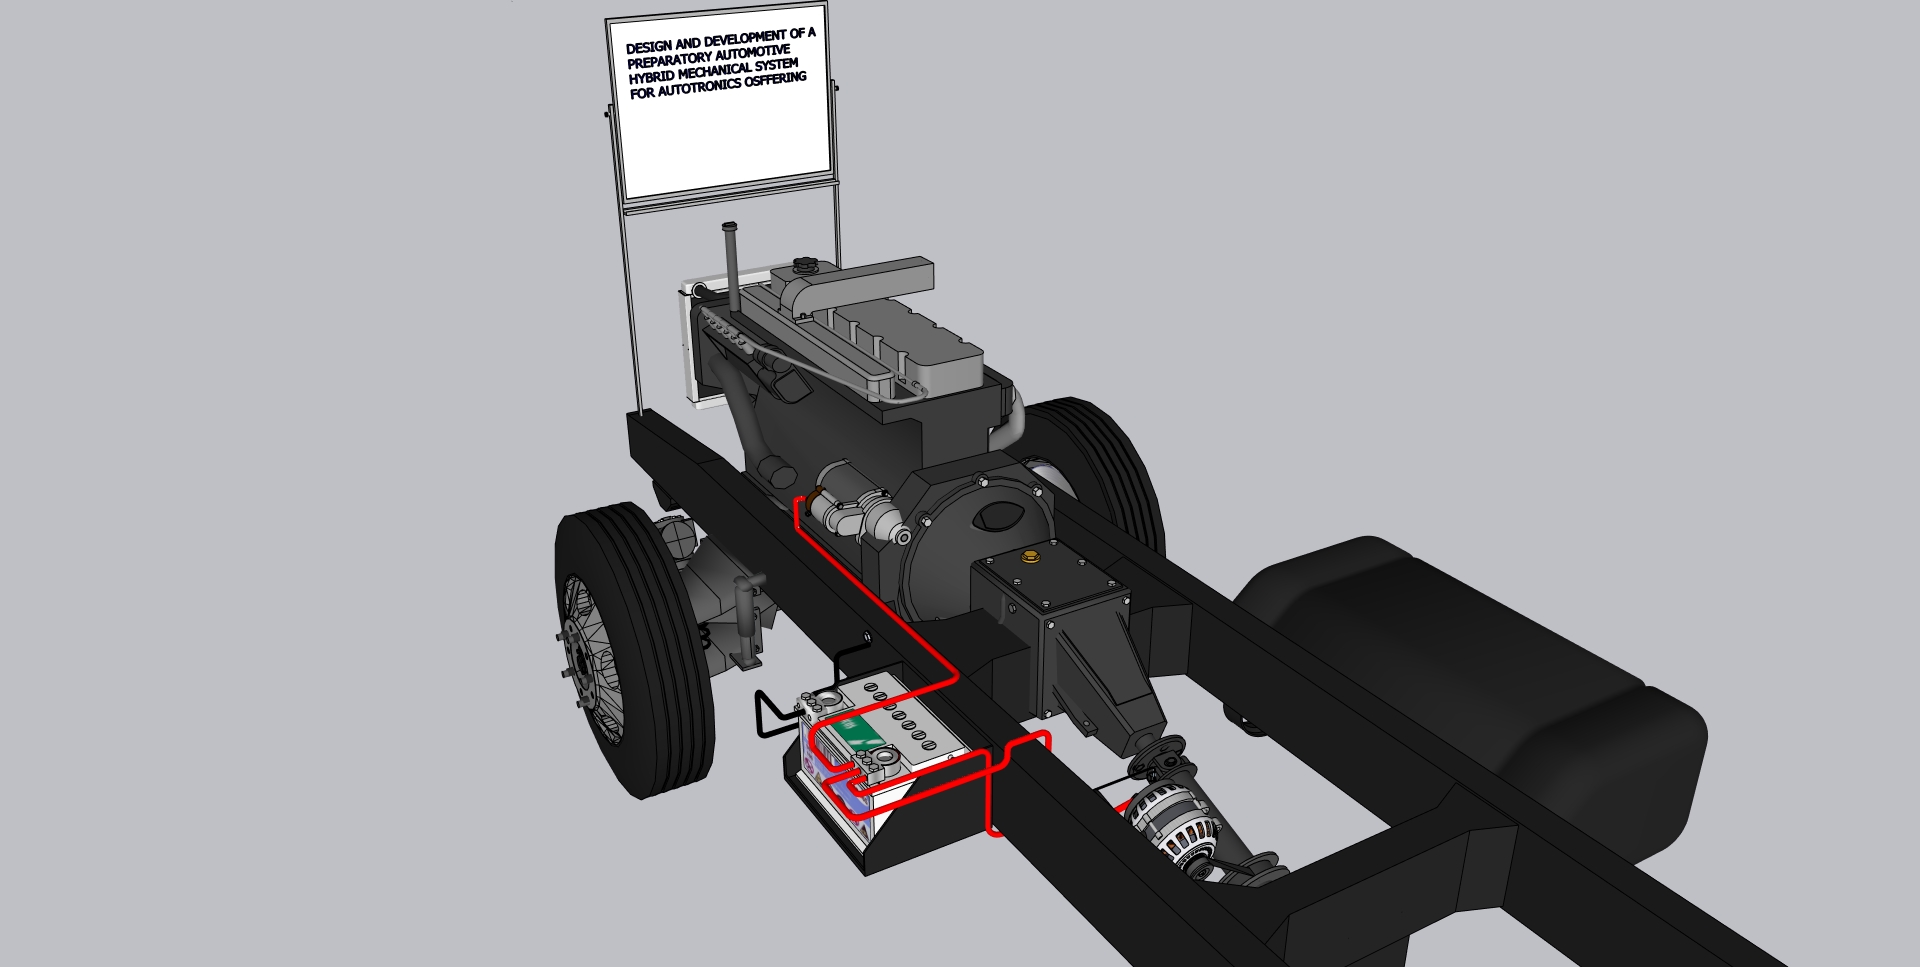 DESIGN AND DEVELOPMENT OF A
PREPARATORY AUTOMOTIVE
HYBRID MECHANICAL SYSTEM
FOR AUTOTRONICS OSFFERING